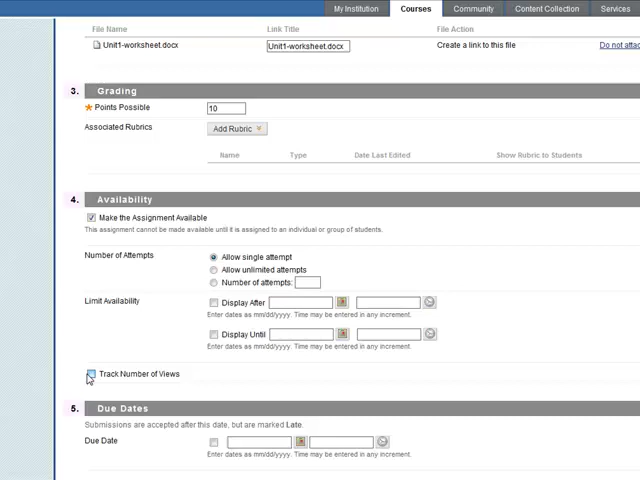 My Institution Courses Community Content Collection Services
File Name Link Title File Action
Unit1-worksheet.docx Unit1-worksheet.docx Create a link to this file Do not attac
3. Grading
Points Possible 10
Associated Rubrics Add Rubric
Name Type Date Last Edited Show Rubric to Students
4. Availability
Make the Assignment Available
This assignment cannot be made available until it is assigned to an individual or group of students.
Number of Attempts Allow single attempt
Allow unlimited attempts
Number of attempts:
Limit Availability Display After
Enter dates as mm/dd/yyyy. Time may be entered in any increment.
Display Until
Enter dates as mm/dd/yyyy. Time may be entered in any increment.
Track Number of Views
5. Due Dates
Submissions are accepted after this date, but are marked Late.
Due Date
Enter dates as mm/dd/yyyy. Time may be entered in any increment.